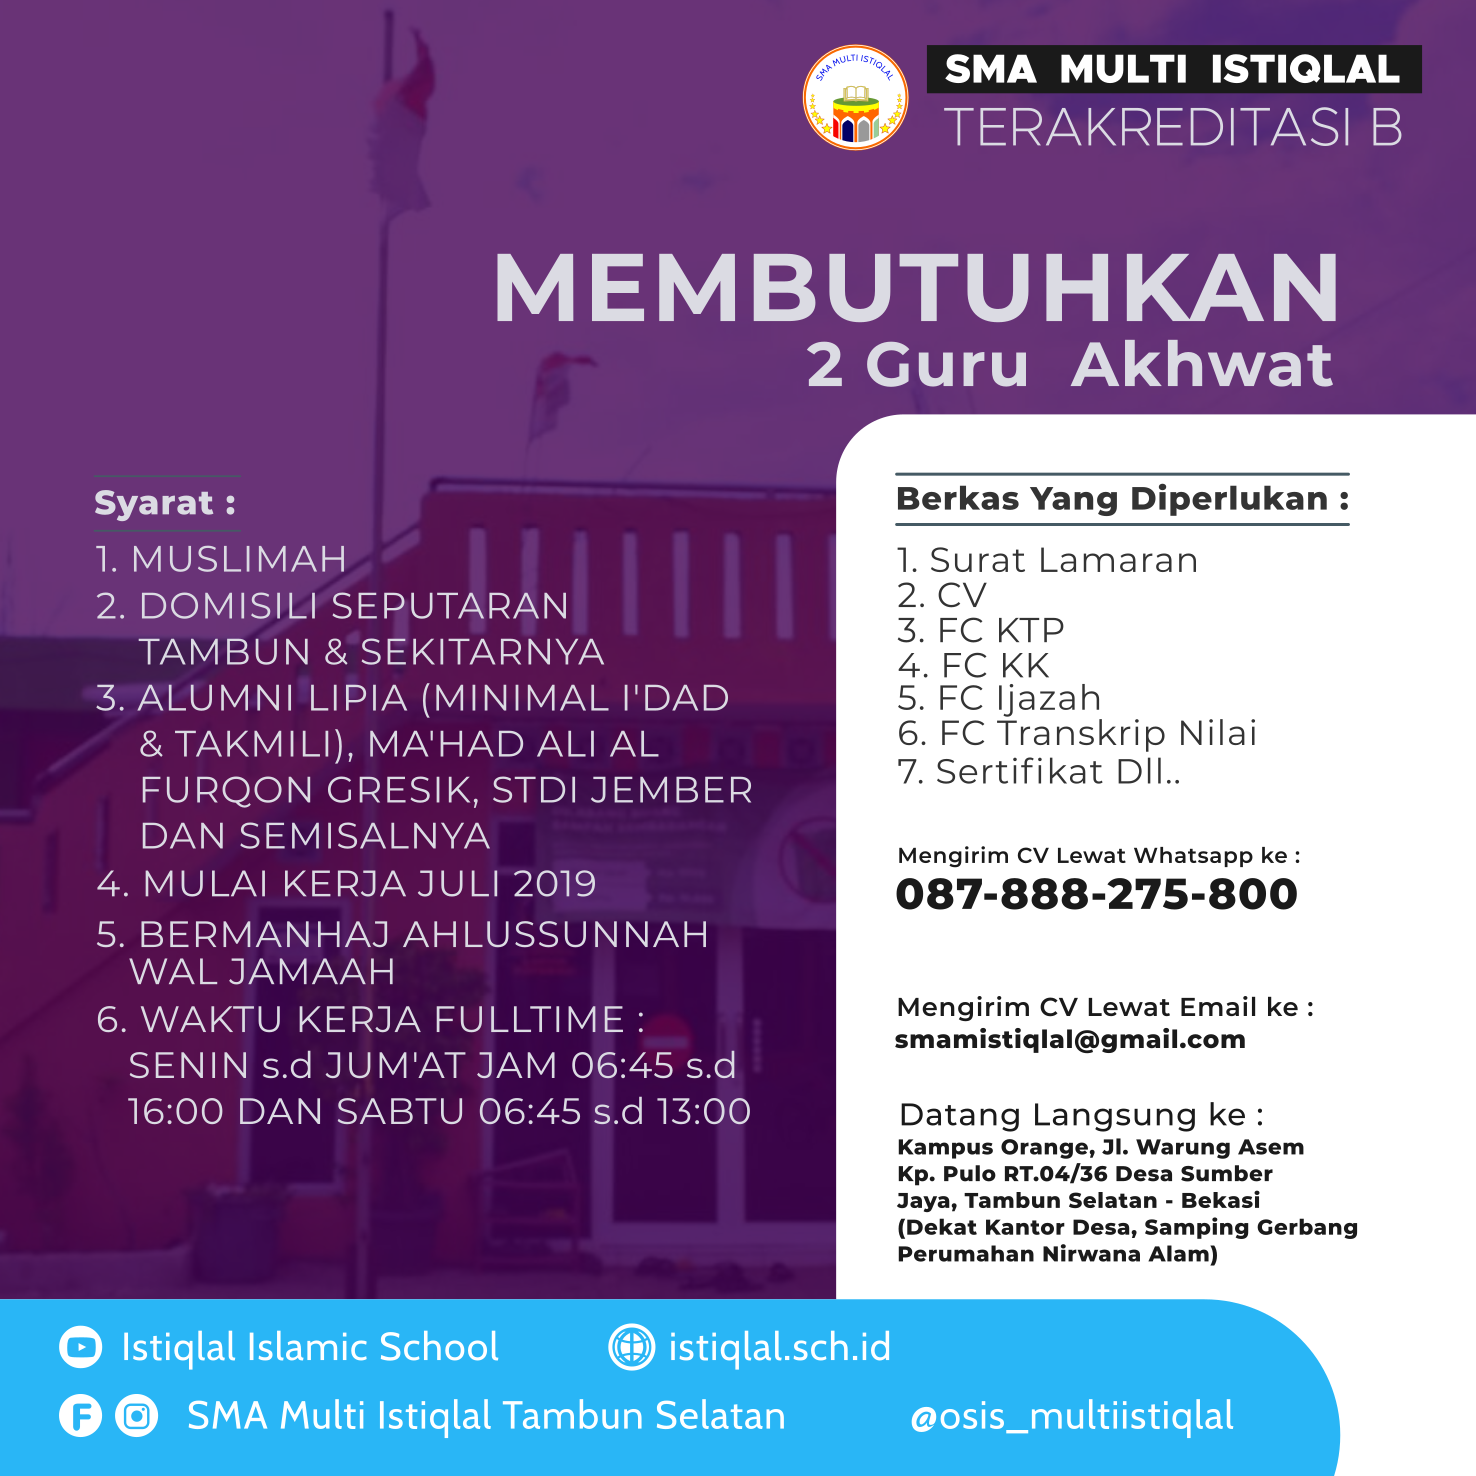 SMA MULTI ISTIQLAL
SMA MULTI ISTIQLAL
TERAKREDITASI B
MEMBUTUHKAN
2 Guru Akhwat
Syarat :
1. MUSLIMAH
2. DOMISILI SEPUTARAN
TAMBUN & SEKITARNYA
3. ALUMNI LIPIA (MINIMAL I'DAD
& TAKMILI), MA'HAD ALI AL
FURQON GRESIK, STDI JEMBER
DAN SEMISALNYA
4. MULAI KERJA JULI 2019
5. BERMANHAJ AHLUSSUNNAH
WAL JAMAAH
6. WAKTU KERJA FULLTIME :
SENIN s.d JUM'AT JAM 06:45 s.d
16:00 DAN SABTU 06:45 s.d 13:00
Berkas Yang Diperlukan :
1. Surat Lamaran
2. CV
3. FC KTP
4. FC KK
5. FC Ijazah
6. FC Transkrip Nilai
7. Sertifikat Dll..
Mengirim CV Lewat Whatsapp ke :
087-888-275-800
Mengirim CV Lewat Email ke :
smamistiqlal@gmail.com
Datang Langsung ke :
Kampus Orange, Jl. Warung Asem
Kp. Pulo RT.04/36 Desa Sumber
Jaya, Tambun Selatan - Bekasi
(Dekat Kantor Desa, Samping Gerbang
Perumahan Nirwana Alam)
Istiqlal Islamic School
istiqlal.sch.id
SMA Multi Istiqlal Tambun Selatan
@osis_multiistiqlal